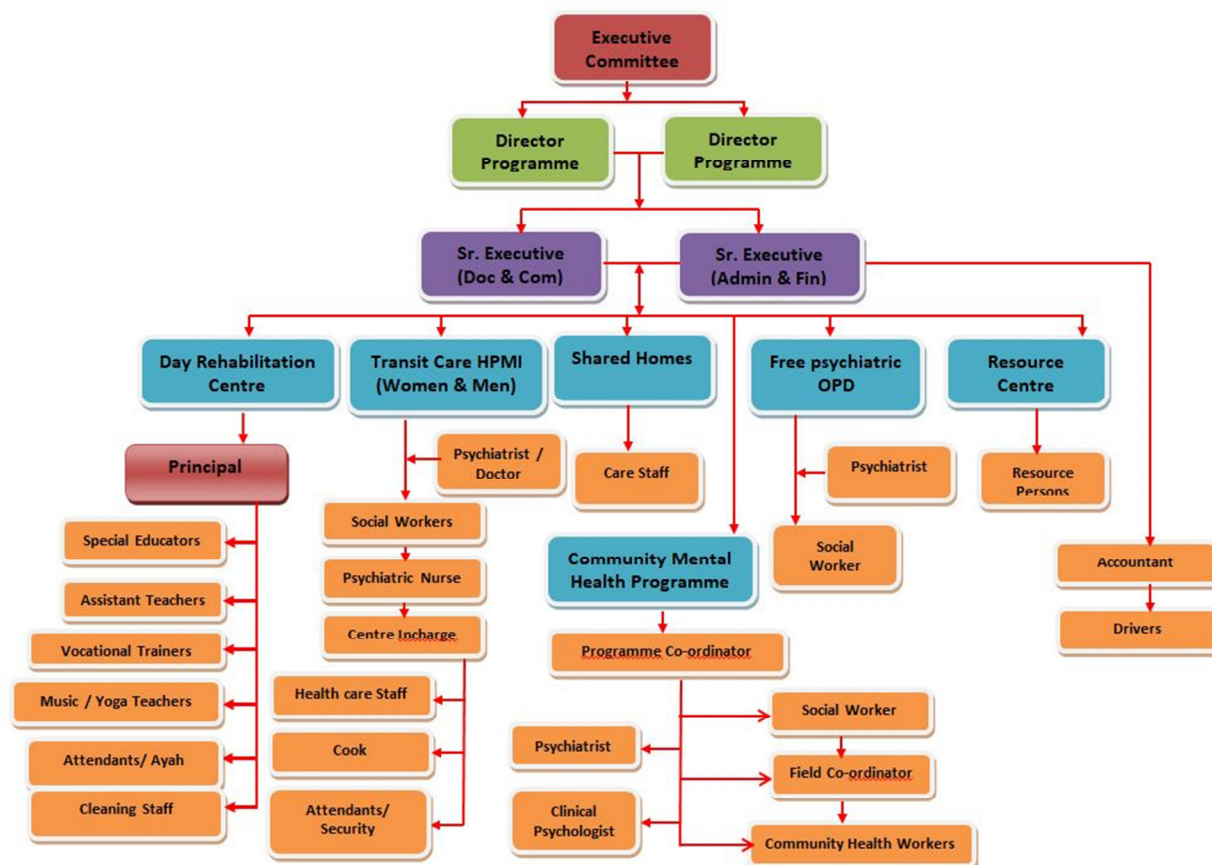 Executive
Committee
Director
Programme
Director
Programme
Sr. Executive
(Doc & Com)
Sr. Executive
(Admin & Fin)
Day Rehabilitation
Centre
Transit Care HPMI
(Women & Men)
Shared Homes
Free psychiatric
OPD
Resource
Centre
Principal
Psychiatrist /
Doctor
Care Staff
Psychiatrist
Resource
Persons
Social Workers
Special Educators
Community Mental
Health Programme
Social
Worker
Accountant
Psychiatric Nurse
Assistant Teachers
Centre Incharge
Drivers
Vocational Trainers
Programme Co-ordinator
Health care Staff
Music / Yoga Teachers
Social Worker
Cook
Psychiatrist
Attendants/ Ayah
Field Co-ordinator
Cleaning Staff
Attendants/
Security
Clinical
Psychologist
Community Health Workers